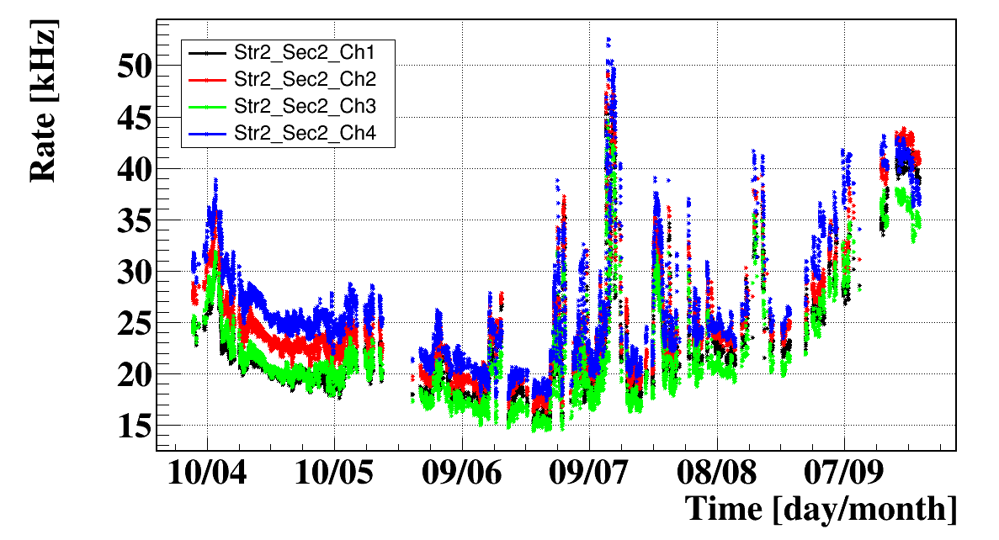 Rate [kHz]
Str2_Sec2_Ch1
Str2_Sec2_Ch2
Str2_Sec2_Ch3
Str2_Sec2_Ch4
50
45
40
35
30
25
20
15
10/04 10/05 09/06 09/07 08/08 07/09
Time [day/month]